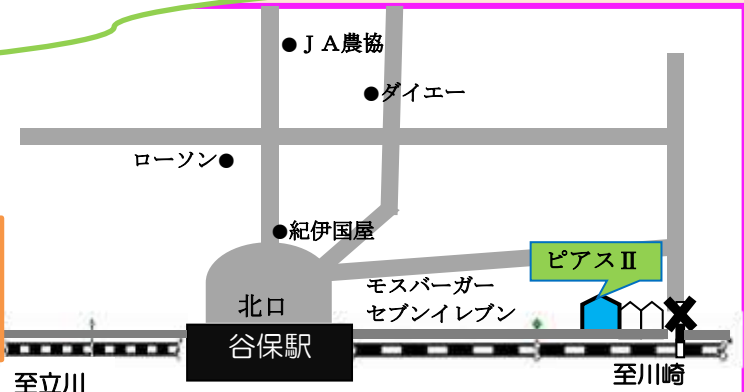 ●ＪＡ農協
●ダイエー
ローソン●
●紀伊国屋
ピアスⅡ
モスバーガー
セブンイレブン
北口
谷保駅
至立川
至川崎